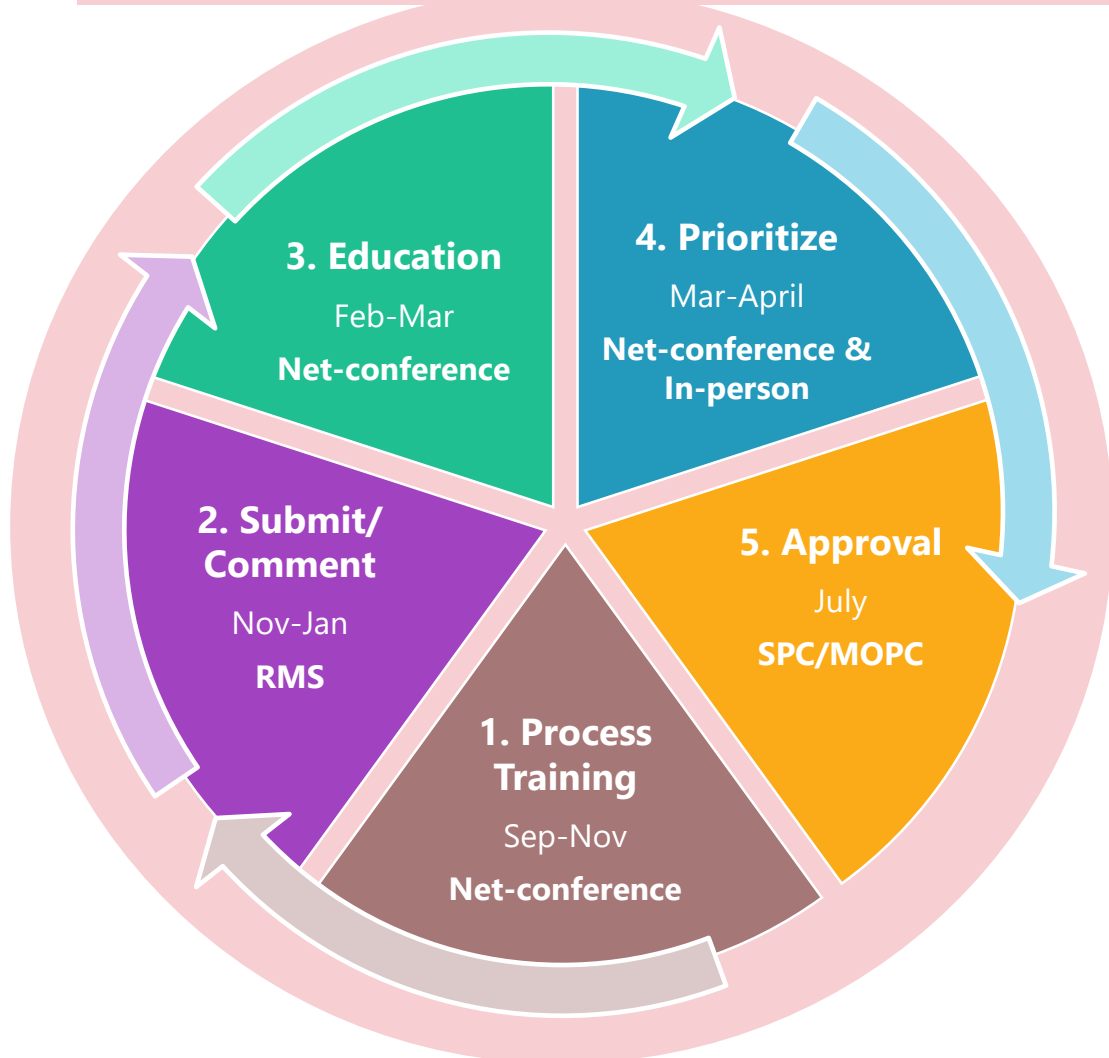 1. Process
Training
Sep-Nov
Net-conference
2. Submit/
Comment
Nov-Jan
RMS
3. Education
Feb-Mar
Net-conference
4. Prioritize
Mar-April
Net-conference &
In-person
5. Approval
July
SPC/MOPC